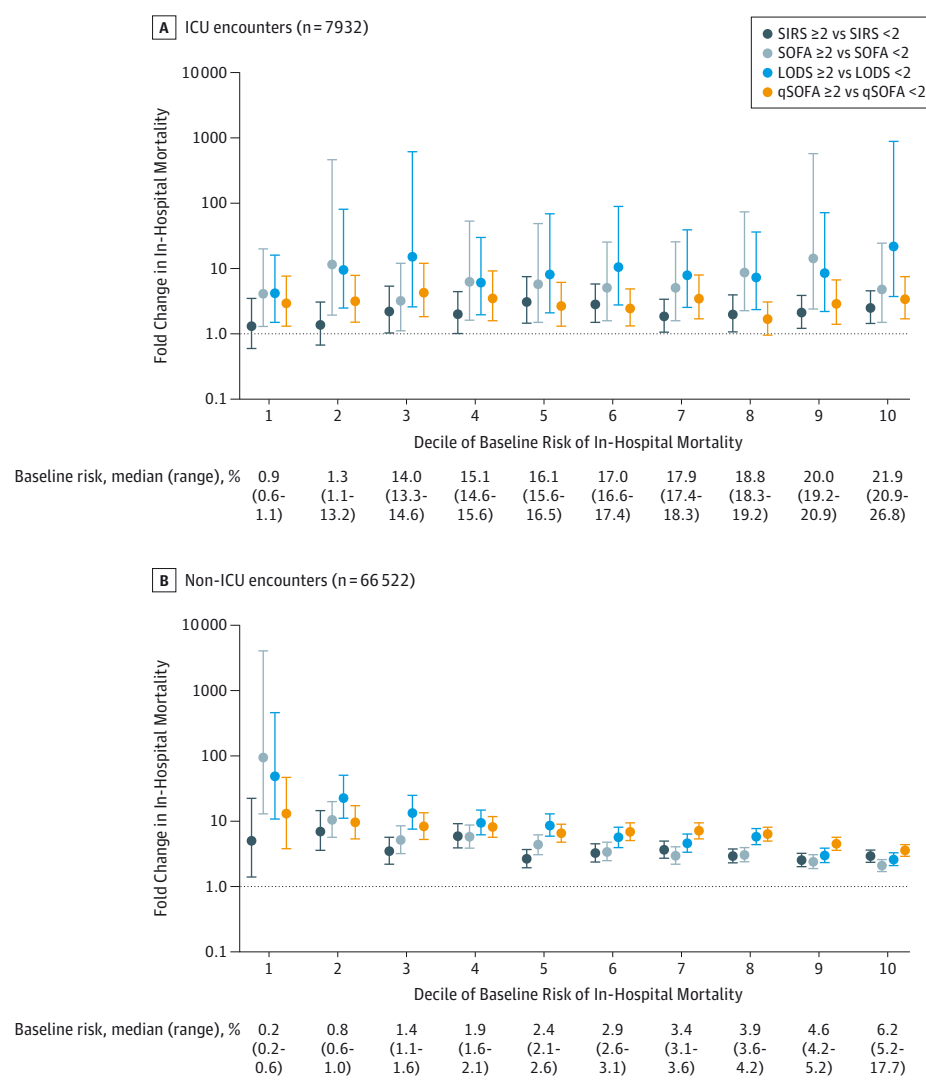 A ICU encounters (n=7932)
SIRS ≥2 vs SIRS <2
SOFA ≥2 vs SOFA <2
LODS ≥2 vs LODS <2
qSOFA ≥2 vs qSOFA <2
Fold Change in In-Hospital Mortality
10 000
1000
100
10
1.0
0.1
1 2 3 4 5 6 7 8 9 10
Decile of Baseline Risk of In-Hospital Mortality
Baseline risk, median (range), % 0.9 1.3 14.0 15.1 16.1 17.0 17.9 18.8 20.0 21.9
(0.6- (1.1- (13.3- (14.6- (15.6- (16.6- (17.4- (18.3- (19.2- (20.9-
1.1) 13.2) 14.6) 15.6) 16.5) 17.4) 18.3) 19.2) 20.9) 26.8)
B Non-ICU encounters (n=66 522)
Fold Change in In-Hospital Mortality
10 000
1000
100
10
1.0
0.1
1 2 3 4 5 6 7 8 9 10
Decile of Baseline Risk of In-Hospital Mortality
Baseline risk, median (range), % 0.2 0.8 1.4 1.9 2.4 2.9 3.4 3.9 4.6 6.2
(0.2- (0.6- (1.1- (1.6- (2.1- (2.6- (3.1- (3.6- (4.2- (5.2-
0.6) 1.0) 1.6) 2.1) 2.6) 3.1) 3.6) 4.2) 5.2) 17.7)